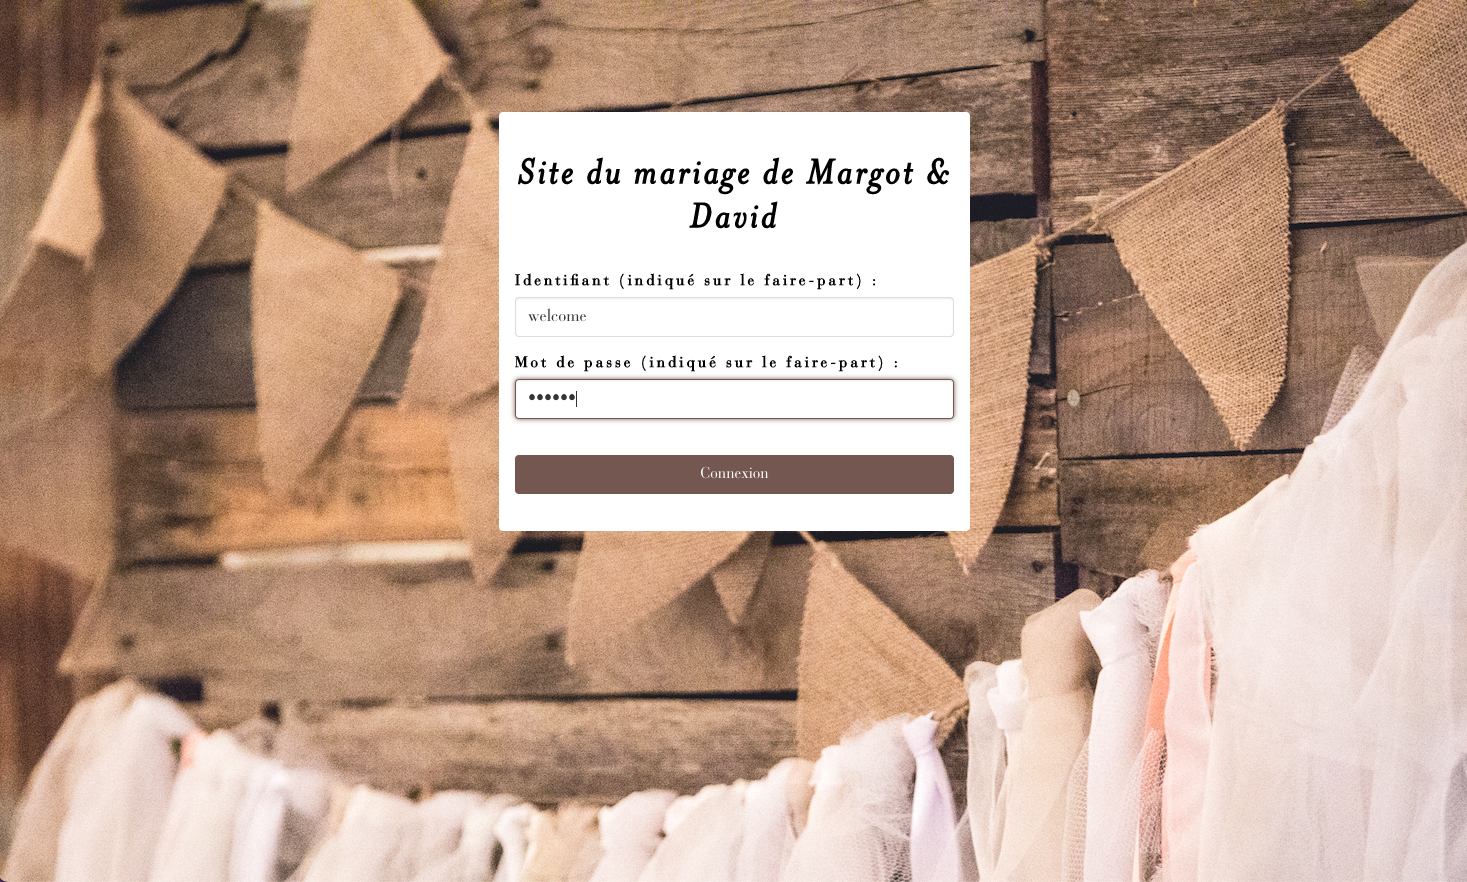 Site du mariage de Margot &
David
Identifiant (indiqué sur le faire-part) :
welcome
Mot de passe (indiqué sur le faire-part) :
••••••
Connexion